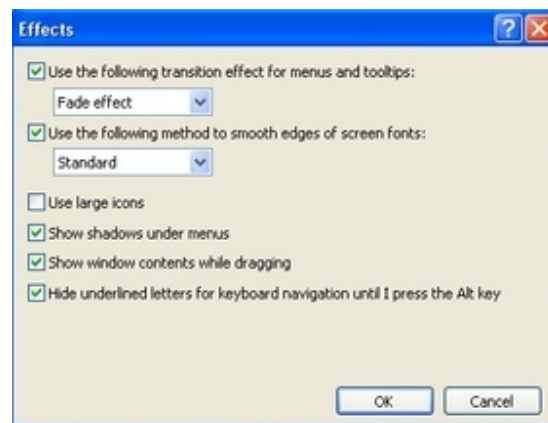 Effects
Use the following transition effect for menus and tooltips:
Fade effect
Use the following method to smooth edges of screen fonts:
Standard
Use large icons
Show shadows under menus
Show window contents while dragging
Hide underlined letters for keyboard navigation until I press the Alt key
OK Cancel